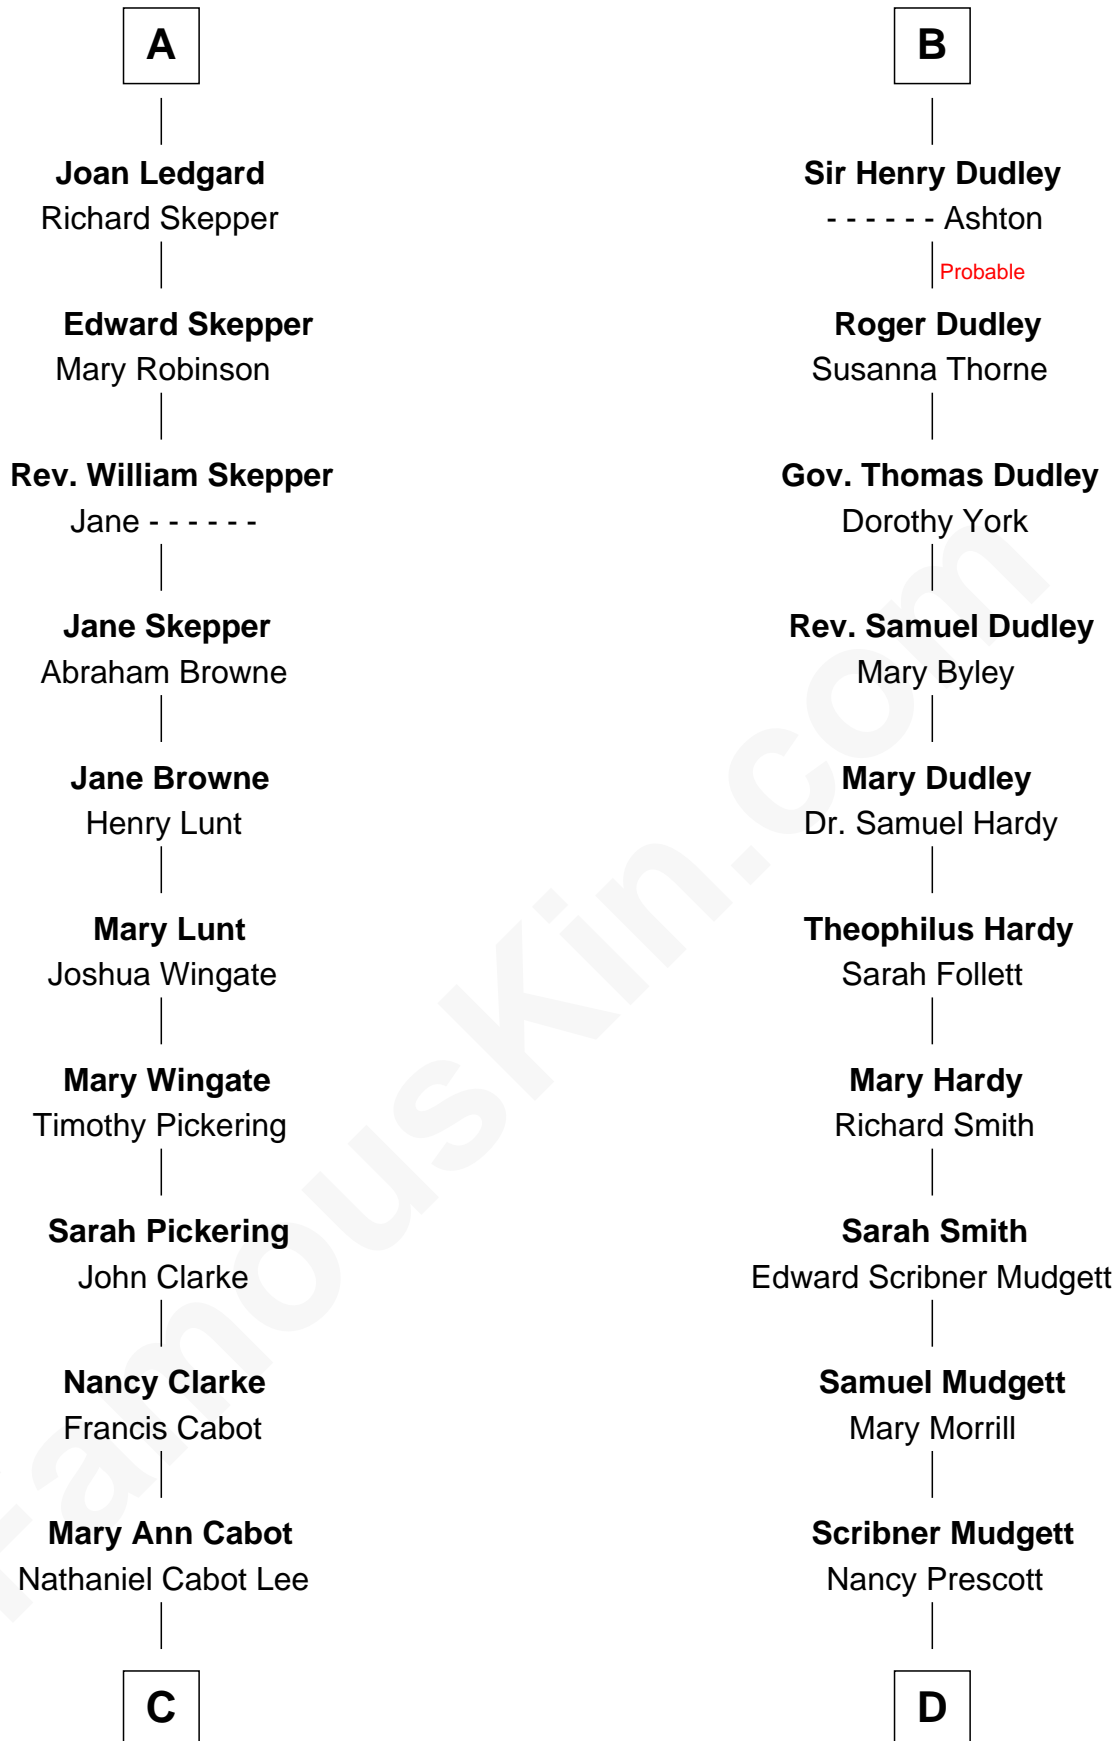 A
Joan Ledgard
Richard Skepper
Edward Skepper
Mary Robinson
Rev. William Skepper
Jane - - - - - -
Jane Skepper
Abraham Browne
Jane Browne
Henry Lunt
Mary Lunt
Joshua Wingate
Mary Wingate
Timothy Pickering
Sarah Pickering
John Clarke
Nancy Clarke
Francis Cabot
Mary Ann Cabot
Nathaniel Cabot Lee
C
B
Sir Henry Dudley
- - - - - - Ashton
Probable
Roger Dudley
Susanna Thorne
Gov. Thomas Dudley
Dorothy York
Rev. Samuel Dudley
Mary Byley
Mary Dudley
Dr. Samuel Hardy
Theophilus Hardy
Sarah Follett
Mary Hardy
Richard Smith
Sarah Smith
Edward Scribner Mudgett
Samuel Mudgett
Mary Morrill
Scribner Mudgett
Nancy Prescott
D
FamousKin.com